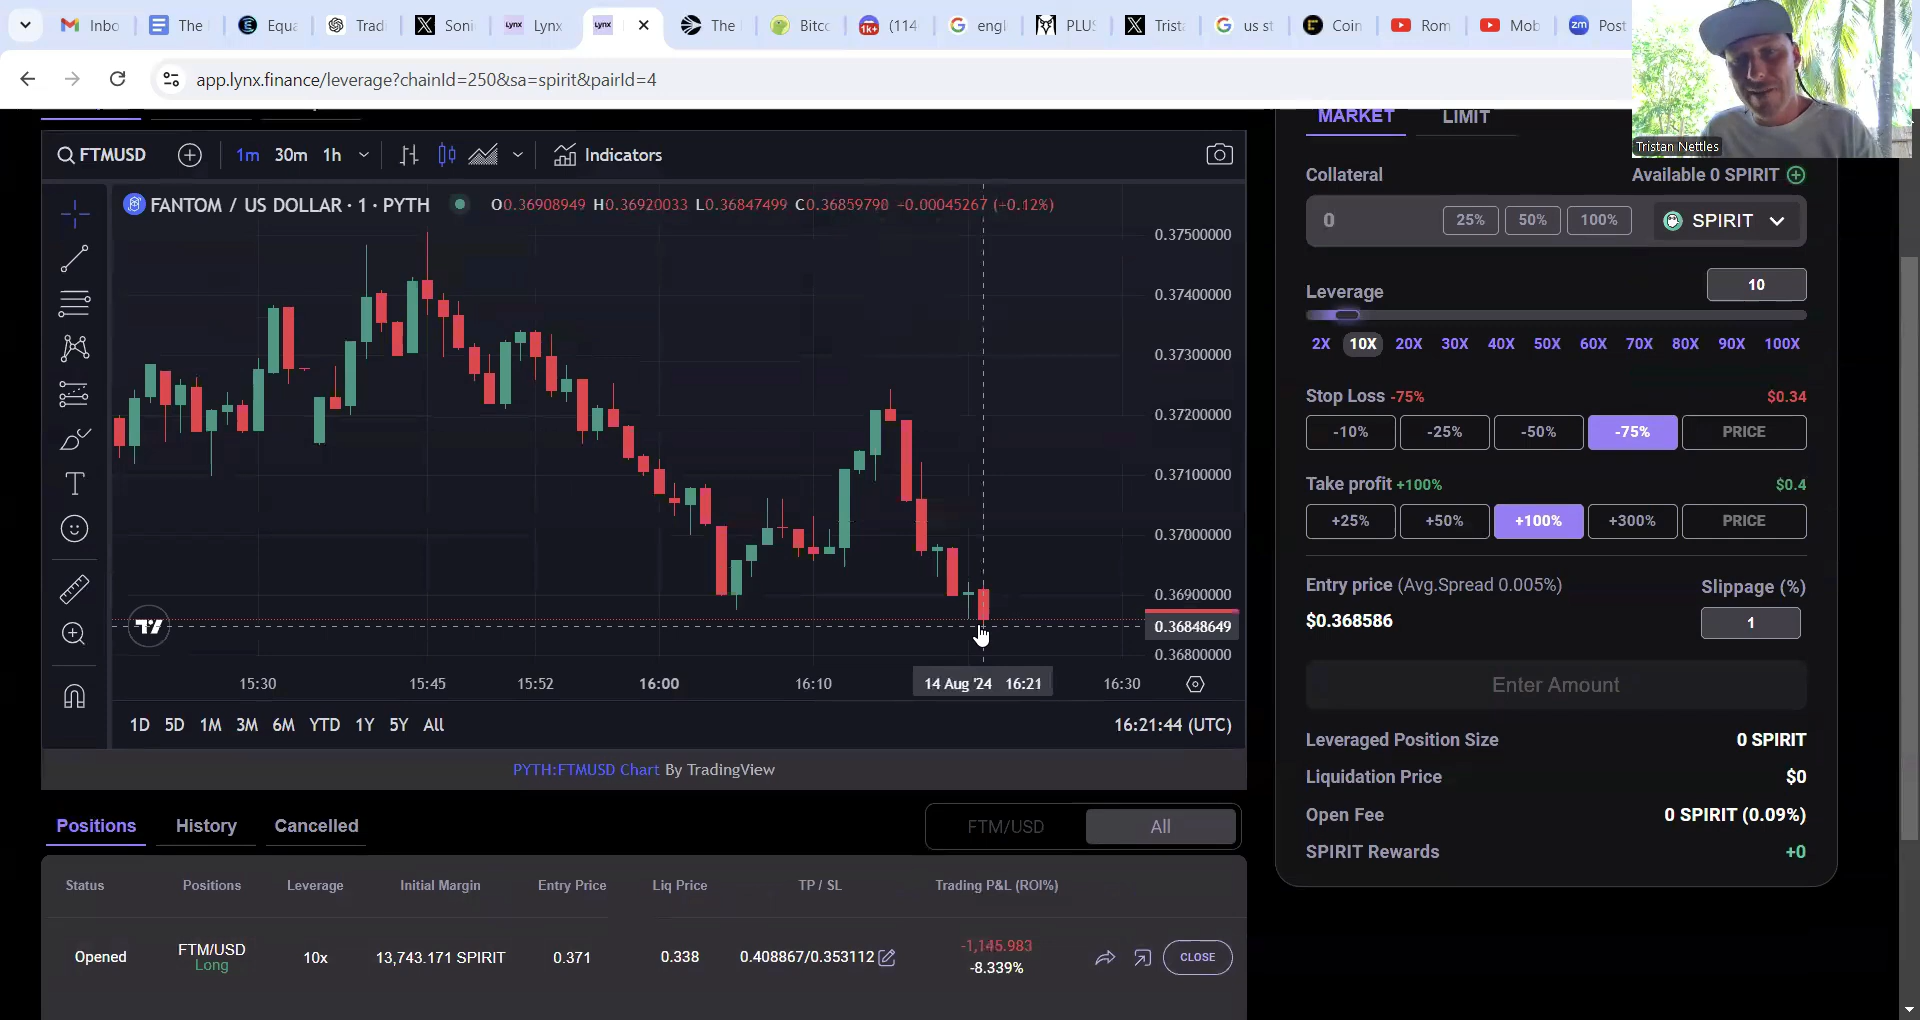 Inbo
The
Equa
Tradi
Soni
LYNX Lynx
LYNX
The
Bitco
1K+ (114
engl
PLUS
Trista
us st
Coin
Rom
Mob
zm Post
app.lynx.finance/leverage?chainId=250&sa=spirit&pairId=4
Tristan Nettles
FTMUSD
1m 30m 1h
Indicators
FANTOM / US DOLLAR · 1 · PYTH
O0.36908949 H0.36920033 L0.36847499 C0.36859790 −0.00045267 (−0.12%)
0.37500000
0.37400000
0.37300000
0.37200000
0.37100000
0.37000000
0.36900000
0.36848649
0.36800000
15:30 15:45 15:52 16:00 16:10 14 Aug '24 16:21 16:30
1D 5D 1M 3M 6M YTD 1Y 5Y All
16:21:44 (UTC)
PYTH:FTMUSD Chart By TradingView
MARKET LIMIT
Collateral Available 0 SPIRIT
0 25% 50% 100% SPIRIT
Leverage 10
2X 10X 20X 30X 40X 50X 60X 70X 80X 90X 100X
Stop Loss -75% $0.34
-10% -25% -50% -75% PRICE
Take profit +100% $0.4
+25% +50% +100% +300% PRICE
Entry price (Avg.Spread 0.005%) Slippage (%)
$0.368586 1
Enter Amount
Leveraged Position Size 0 SPIRIT
Liquidation Price $0
Open Fee 0 SPIRIT (0.09%)
SPIRIT Rewards +0
Positions History Cancelled
FTM/USD All
Status Positions Leverage Initial Margin Entry Price Liq Price TP / SL Trading P&L (ROI%)
Opened FTM/USD 10x 13,743.171 SPIRIT 0.371 0.338 0.408867/0.353112 -1,145.983 CLOSE
Long -8.339%